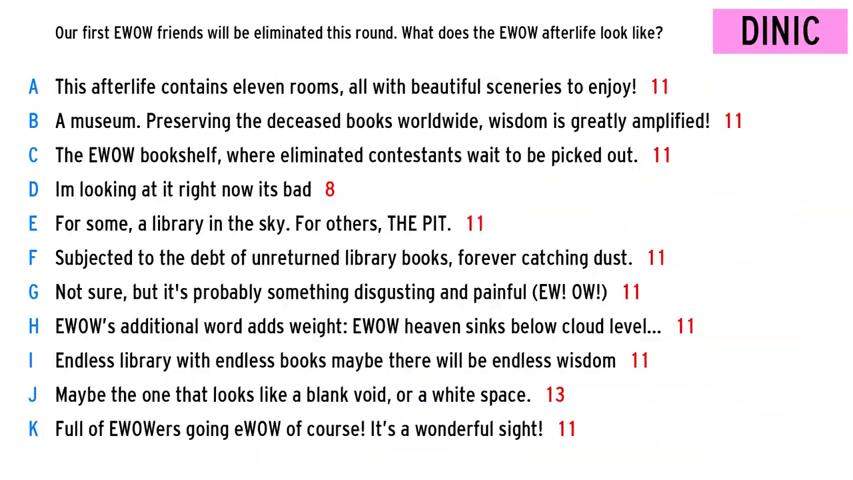 Our first EWOW friends will be eliminated this round. What does the EWOW afterlife look like?
DINIC
A This afterlife contains eleven rooms, all with beautiful sceneries to enjoy! 11
B A museum. Preserving the deceased books worldwide, wisdom is greatly amplified! 11
C The EWOW bookshelf, where eliminated contestants wait to be picked out. 11
D Im looking at it right now its bad 8
E For some, a library in the sky. For others, THE PIT. 11
F Subjected to the debt of unreturned library books, forever catching dust. 11
G Not sure, but it's probably something disgusting and painful (EW! OW!) 11
H EWOW’s additional word adds weight: EWOW heaven sinks below cloud level... 11
I Endless library with endless books maybe there will be endless wisdom 11
J Maybe the one that looks like a blank void, or a white space. 13
K Full of EWOWers going eWOW of course! It’s a wonderful sight! 11